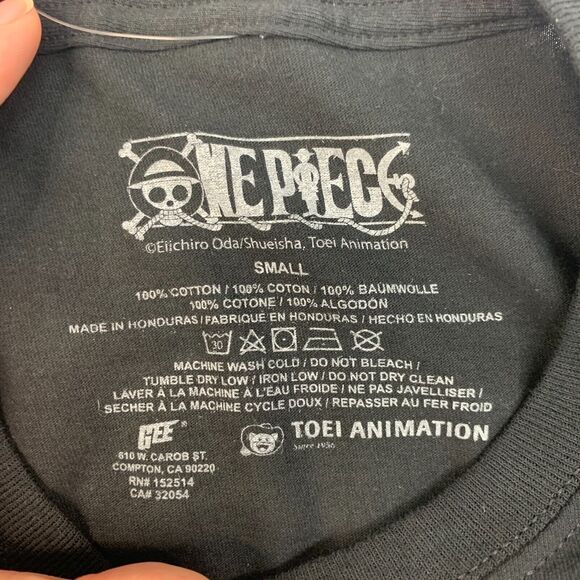 ONE PIECE
©Eiichiro Oda/Shueisha, Toei Animation
SMALL
100% COTTON / 100% COTON / 100% BAUMWOLLE
100% COTONE / 100% ALGODÓN
MADE IN HONDURAS / FABRIQUE EN HONDURAS / HECHO EN HONDURAS
30
MACHINE WASH COLD / DO NOT BLEACH /
TUMBLE DRY LOW / IRON LOW / DO NOT DRY CLEAN
LAVER À LA MACHINE À L'EAU FROIDE / NE PAS JAVELLISER /
SECHER À LA MACHINE CYCLE DOUX / REPASSER AU FER FROID
GEE®
610 W. CAROB ST.
COMPTON, CA 90220
RN# 152514
CA# 32054
TOEI ANIMATION
Since 1956